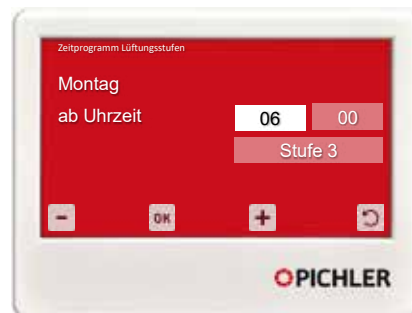 Zeitprogramm Lüftungsstufen
Montag
ab Uhrzeit 06 00
Stufe 3
- OK +
PICHLER